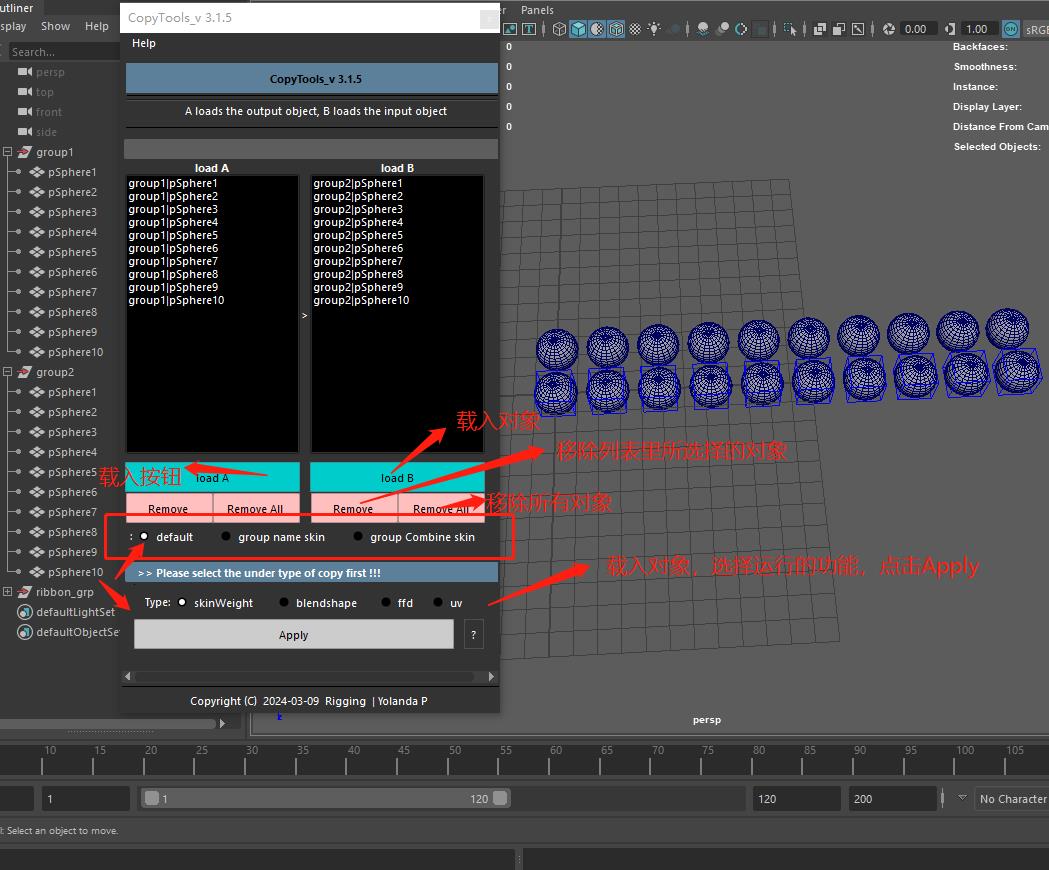 utliner
splay Show Help
Search...
persp
top
front
side
group1
pSphere1
pSphere2
pSphere3
pSphere4
pSphere5
pSphere6
pSphere7
pSphere8
pSphere9
pSphere10
group2
pSphere1
pSphere2
pSphere3
pSphere4
pSphere5
pSphere6
pSphere7
pSphere8
pSphere9
pSphere10
ribbon_grp
defaultLightSet
defaultObjectSe
CopyTools_v 3.1.5
Help
CopyTools_v 3.1.5
A loads the output object, B loads the input object
load A
group1|pSphere1
group1|pSphere2
group1|pSphere3
group1|pSphere4
group1|pSphere5
group1|pSphere6
group1|pSphere7
group1|pSphere8
group1|pSphere9
group1|pSphere10
>
load B
group2|pSphere1
group2|pSphere2
group2|pSphere3
group2|pSphere4
group2|pSphere5
group2|pSphere6
group2|pSphere7
group2|pSphere8
group2|pSphere9
group2|pSphere10
载入对象
移除列表里所选择的对象
载入按钮
load A load B
移除所有对象
Remove Remove All Remove Remove All
: default group name skin group Combine skin
>> Please select the under type of copy first !!!
载入对象，选择运行的功能，点击Apply
Type: skinWeight blendshape ffd uv
Apply ?
Copyright (C) 2024-03-09 Rigging | Yolanda P
er Panels
0.00 1.00 ON sRGE
0 Backfaces:
0 Smoothness:
0 Instance:
0 Display Layer:
0 Distance From Cam
Selected Objects:
persp
z
10 15 20 25 30 35 40 45 50 55 60 65 70 75 80 85 90 95 100 105
1 1 120 120 200 No Character
l: Select an object to move.